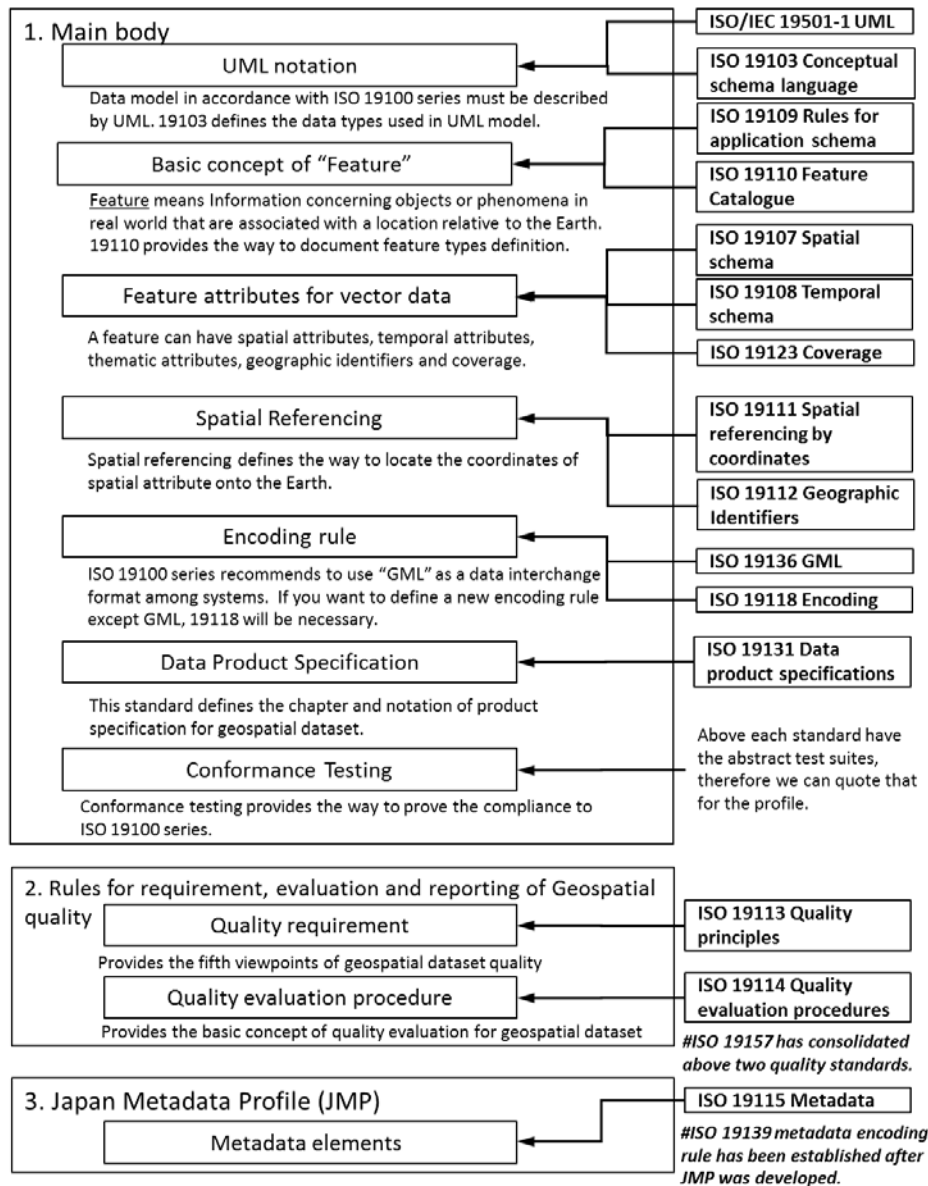 1. Main body
UML notation
Data model in accordance with ISO 19100 series must be described
by UML. 19103 defines the data types used in UML model.
ISO/IEC 19501-1 UML
ISO 19103 Conceptual
schema language
Basic concept of “Feature”
Feature means Information concerning objects or phenomena in
real world that are associated with a location relative to the Earth.
19110 provides the way to document feature types definition.
ISO 19109 Rules for
application schema
ISO 19110 Feature
Catalogue
Feature attributes for vector data
A feature can have spatial attributes, temporal attributes,
thematic attributes, geographic identifiers and coverage.
ISO 19107 Spatial
schema
ISO 19108 Temporal
schema
ISO 19123 Coverage
Spatial Referencing
Spatial referencing defines the way to locate the coordinates of
spatial attribute onto the Earth.
ISO 19111 Spatial
referencing by
coordinates
ISO 19112 Geographic
Identifiers
Encoding rule
ISO 19100 series recommends to use “GML” as a data interchange
format among systems. If you want to define a new encoding rule
except GML, 19118 will be necessary.
ISO 19136 GML
ISO 19118 Encoding
Data Product Specification
This standard defines the chapter and notation of product
specification for geospatial dataset.
ISO 19131 Data
product specifications
Conformance Testing
Conformance testing provides the way to prove the compliance to
ISO 19100 series.
Above each standard have
the abstract test suites,
therefore we can quote that
for the profile.
2. Rules for requirement, evaluation and reporting of Geospatial
quality
Quality requirement
Provides the fifth viewpoints of geospatial dataset quality
ISO 19113 Quality
principles
Quality evaluation procedure
Provides the basic concept of quality evaluation for geospatial dataset
ISO 19114 Quality
evaluation procedures
#ISO 19157 has consolidated
above two quality standards.
3. Japan Metadata Profile (JMP)
Metadata elements
ISO 19115 Metadata
#ISO 19139 metadata encoding
rule has been established after
JMP was developed.